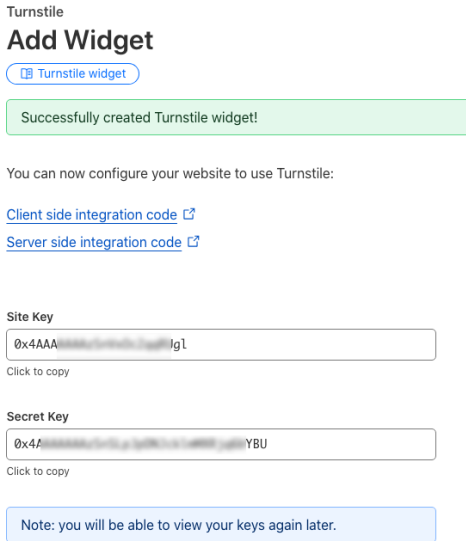 Turnstile
Add Widget
Turnstile widget
Successfully created Turnstile widget!
You can now configure your website to use Turnstile:
Client side integration code
Server side integration code
Site Key
Click to copy
Secret Key
Click to copy
Note: you will be able to view your keys again later.